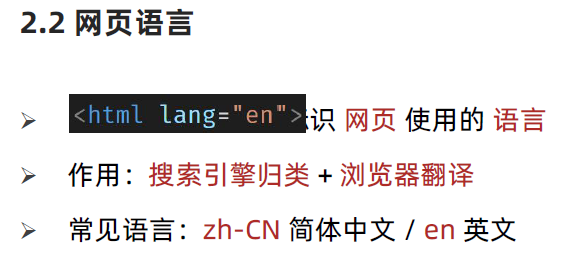 2.2 网页语言
<html lang="en">识 网页 使用的 语言
作用：搜索引擎归类 + 浏览器翻译
常见语言：zh-CN 简体中文 / en 英文